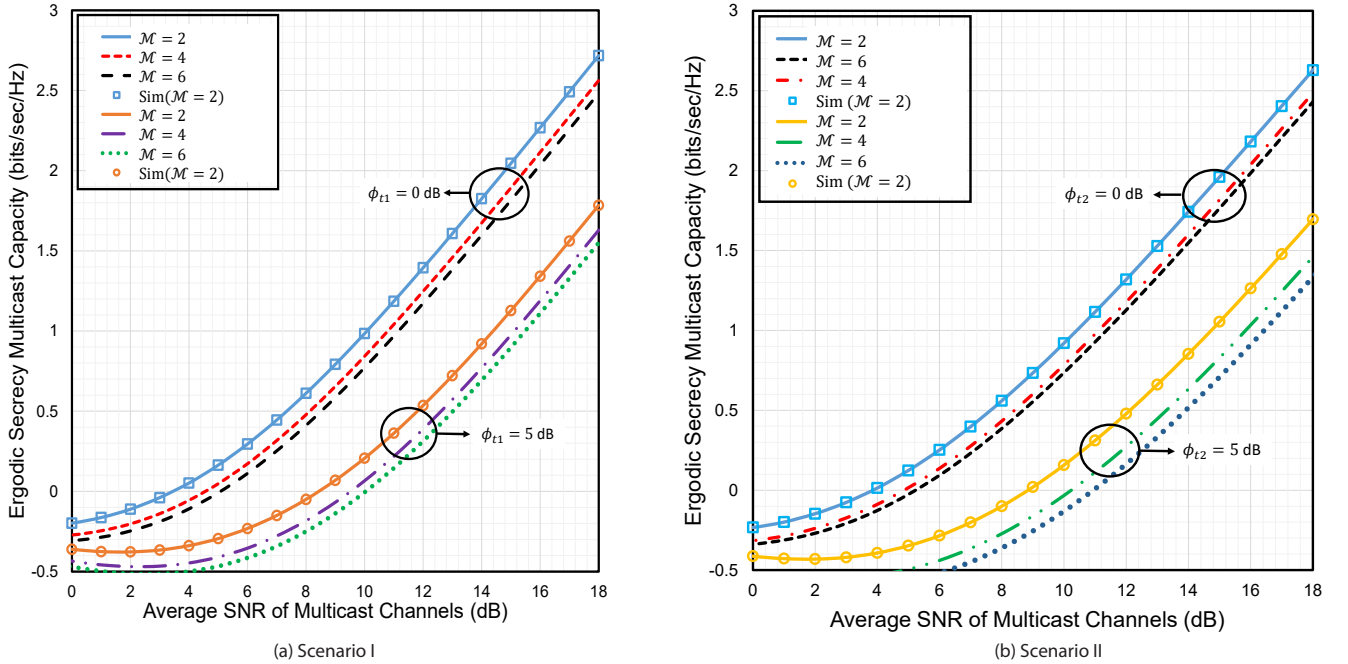 Ergodic Secrecy Multicast Capacity (bits/sec/Hz)
3
2.5
2
1.5
1
0.5
0
-0.5
ℳ = 2
ℳ = 4
ℳ = 6
Sim(ℳ = 2)
ℳ = 2
ℳ = 4
ℳ = 6
Sim(ℳ = 2)
ϕt1 = 0 dB
ϕt1 = 5 dB
0 2 4 6 8 10 12 14 16 18
Average SNR of Multicast Channels (dB)
(a) Scenario I
Ergodic Secrecy Multicast Capacity (bits/sec/Hz)
3
2.5
2
1.5
1
0.5
0
-0.5
ℳ = 2
ℳ = 6
ℳ = 4
Sim (ℳ = 2)
ℳ = 2
ℳ = 4
ℳ = 6
Sim (ℳ = 2)
ϕt2 = 0 dB
ϕt2 = 5 dB
0 2 4 6 8 10 12 14 16 18
Average SNR of Multicast Channels (dB)
(b) Scenario II